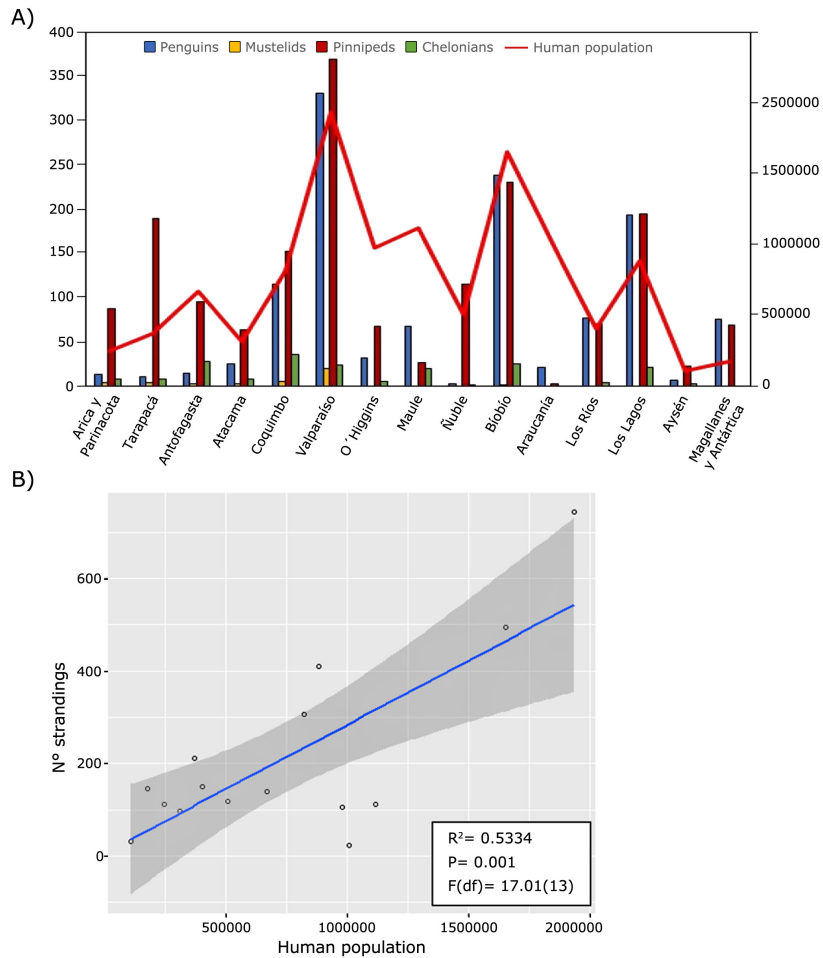 A)
Penguins Mustelids Pinnipeds Chelonians Human population
400
350
300
250
200
150
100
50
0
2500000
1500000
1000000
500000
0
Arica y Parinacota
Tarapacá
Antofagasta
Atacama
Coquimbo
Valparaíso
O´Higgins
Maule
Ñuble
Bíobío
Araucanía
Los Ríos
Los Lagos
Aysén
Magallanes y Antártica
B)
N° strandings
600
400
200
0
R²= 0.5334
P= 0.001
F(df)= 17.01(13)
500000 1000000 1500000 2000000
Human population